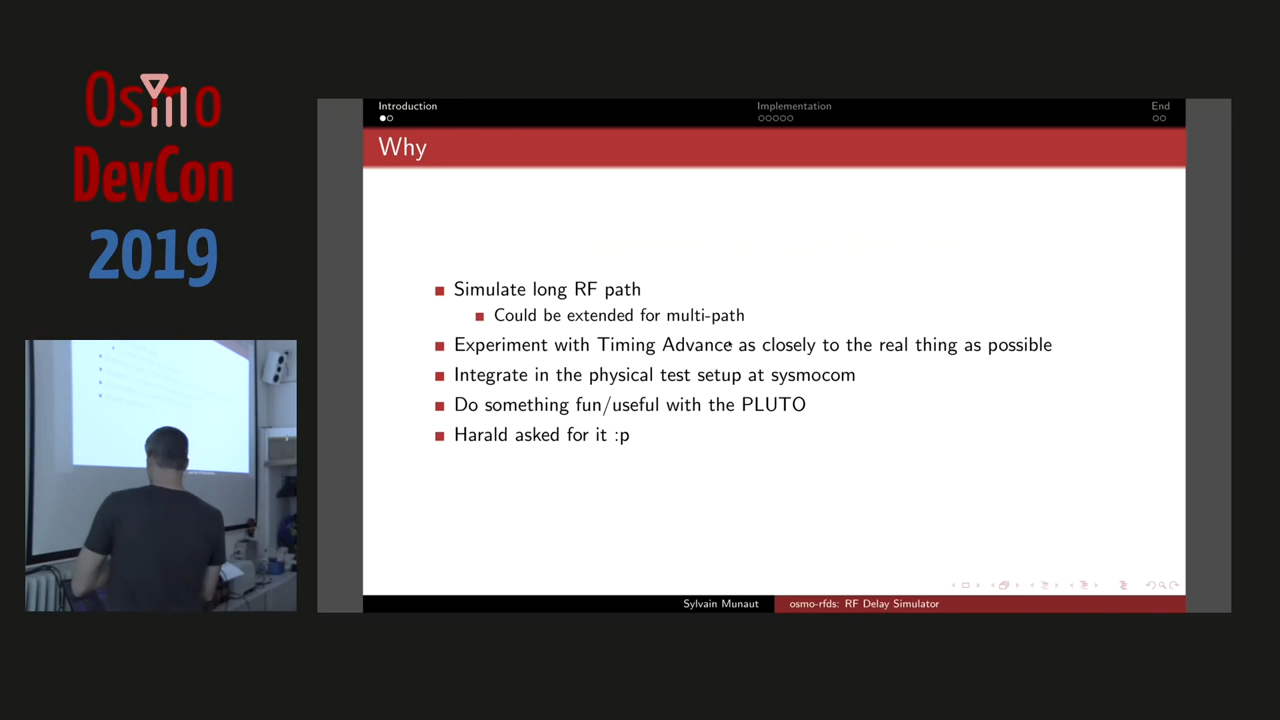 Osmo
DevCon
2019
Introduction
Implementation
End
Why
Simulate long RF path
Could be extended for multi-path
Experiment with Timing Advance as closely to the real thing as possible
Integrate in the physical test setup at sysmocom
Do something fun/useful with the PLUTO
Harald asked for it :p
Sylvain Munaut
osmo-rfds: RF Delay Simulator